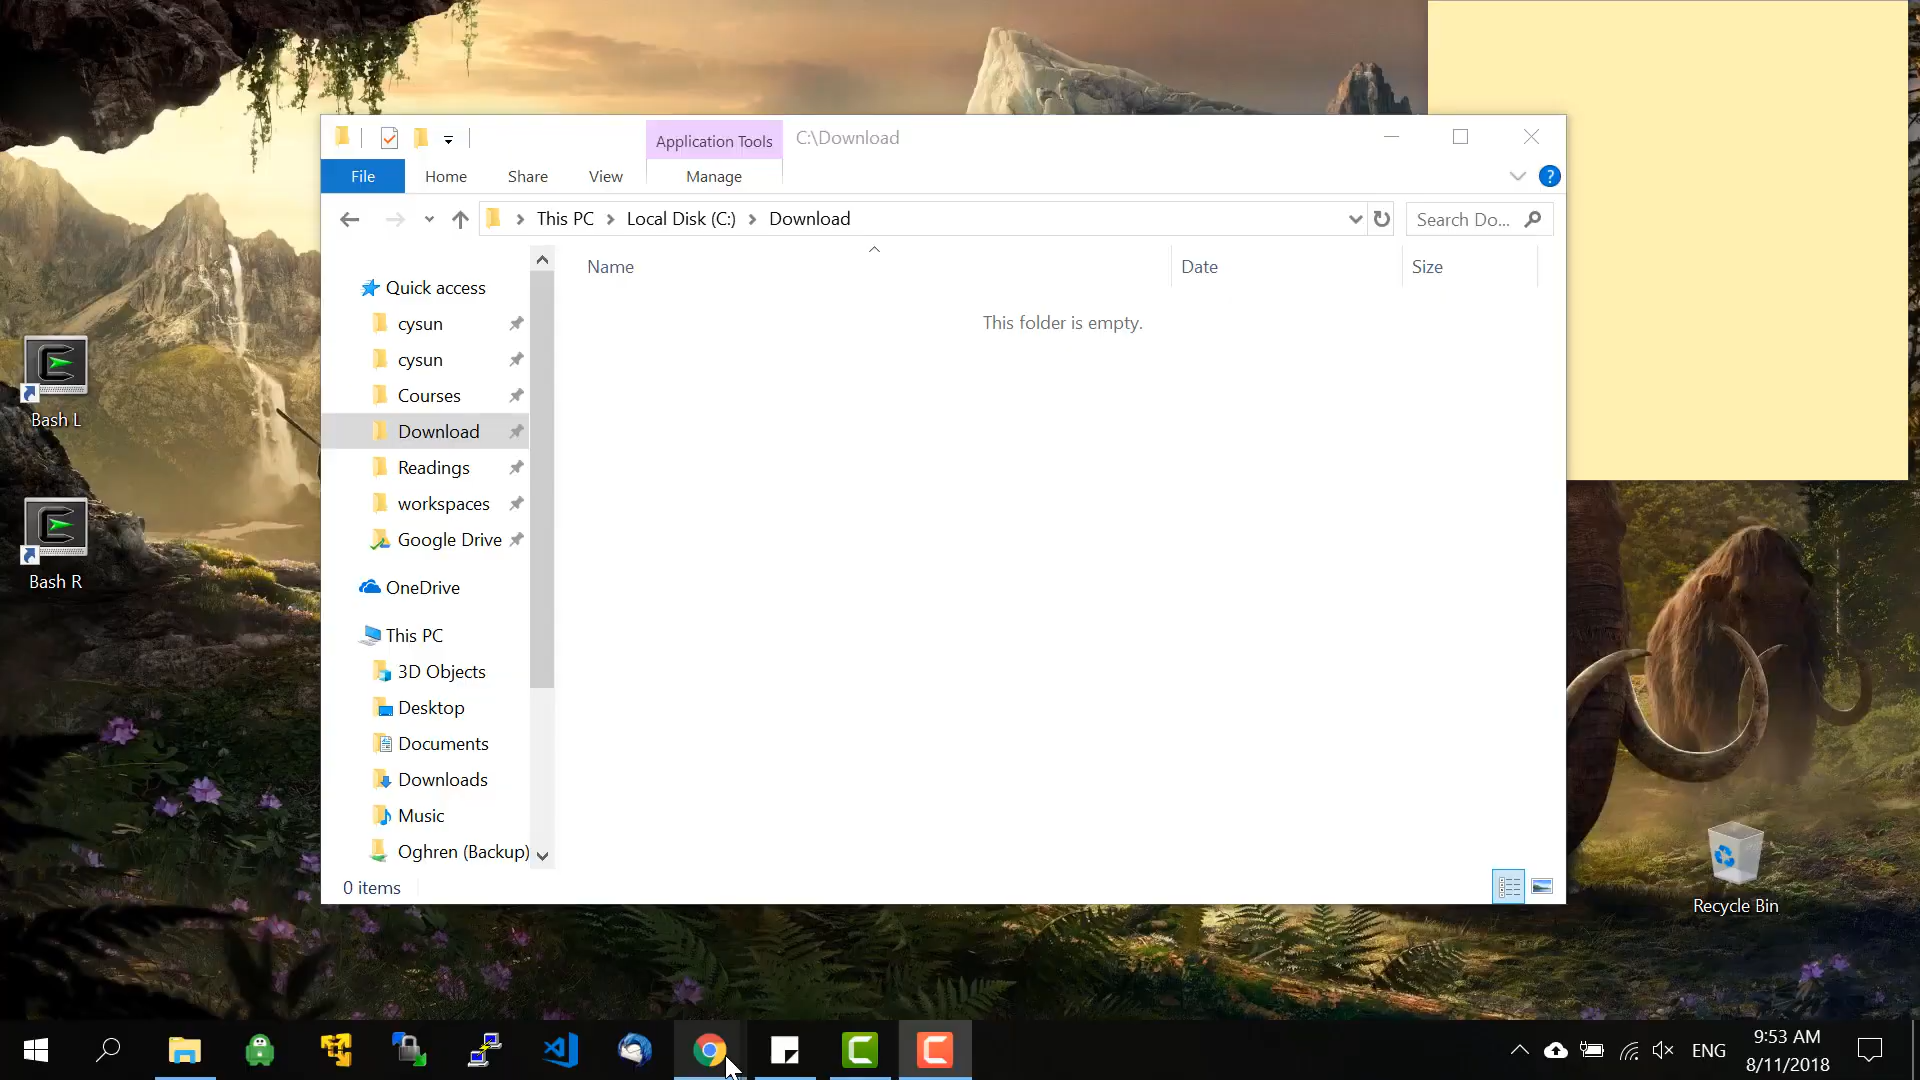 Application Tools
C:\Download
File
Home
Share
View
Manage
?
This PC
Local Disk (C:)
Download
Search Do...
Name
Date
Size
This folder is empty.
Quick access
cysun
cysun
Courses
Download
Readings
workspaces
Google Drive
OneDrive
This PC
3D Objects
Desktop
Documents
Downloads
Music
Oghren (Backup)
0 items
Bash L
Bash R
Recycle Bin
ENG
9:53 AM
8/11/2018